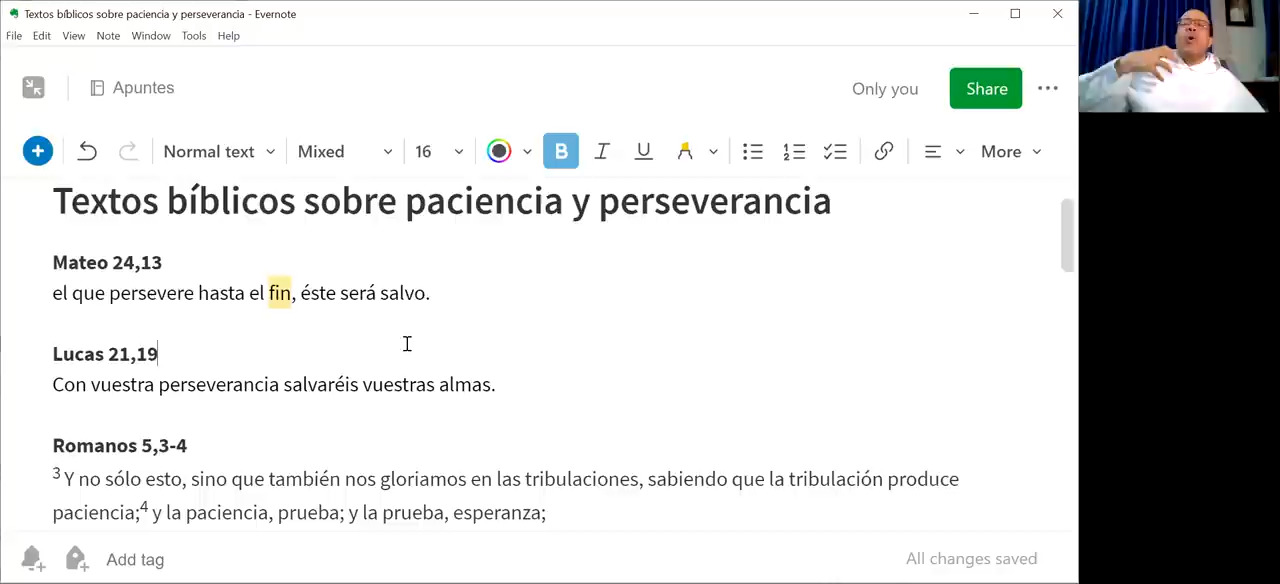 Textos bíblicos sobre paciencia y perseverancia - Evernote
File Edit View Note Window Tools Help
Apuntes Only you Share
Normal text Mixed 16 B I U A More
Textos bíblicos sobre paciencia y perseverancia
Mateo 24,13
el que persevere hasta el fin, éste será salvo.
Lucas 21,19
Con vuestra perseverancia salvaréis vuestras almas.
Romanos 5,3-4
3 Y no sólo esto, sino que también nos gloriamos en las tribulaciones, sabiendo que la tribulación produce
paciencia;4 y la paciencia, prueba; y la prueba, esperanza;
Add tag All changes saved